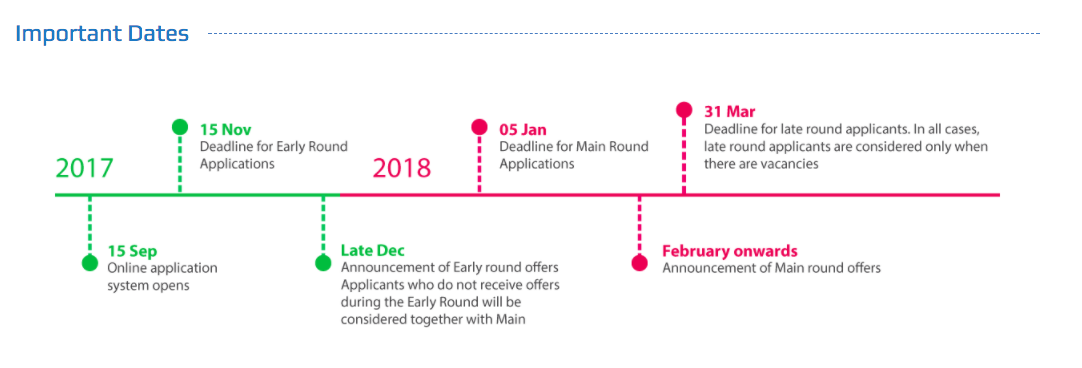 Important Dates
2017
15 Sep
Online application
system opens
15 Nov
Deadline for Early Round
Applications
Late Dec
Announcement of Early round offers
Applicants who do not receive offers
during the Early Round will be
considered together with Main
2018
05 Jan
Deadline for Main Round
Applications
February onwards
Announcement of Main round offers
31 Mar
Deadline for late round applicants. In all cases,
late round applicants are considered only when
there are vacancies